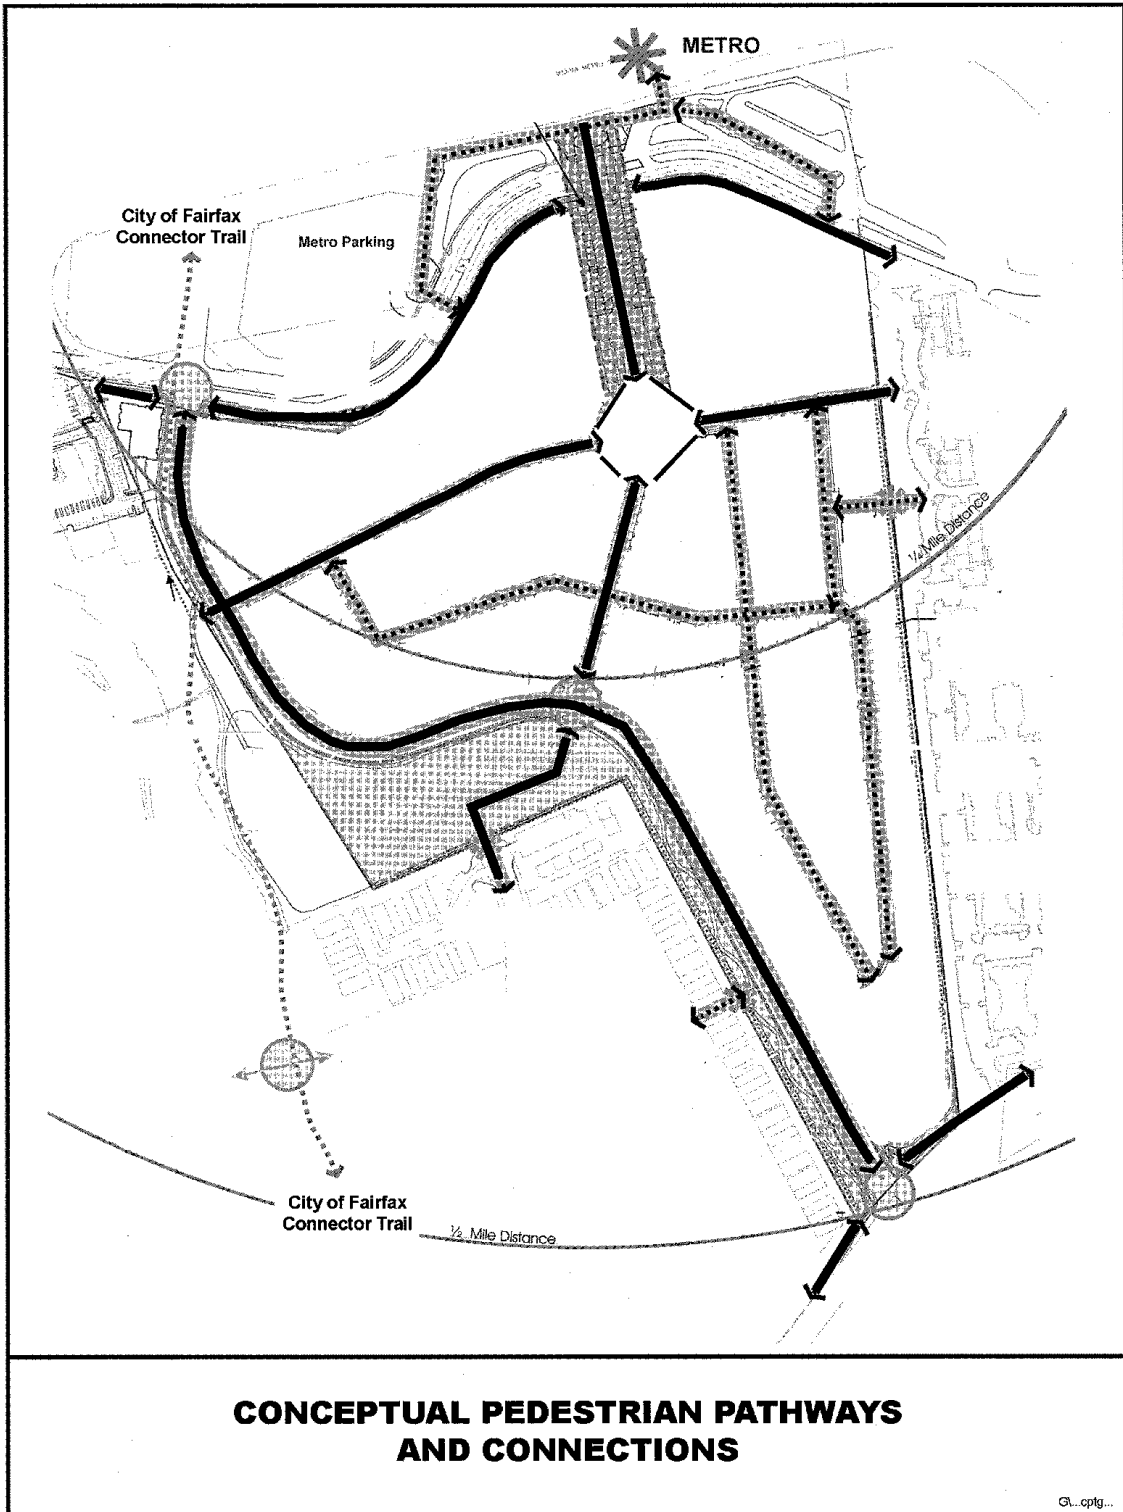 METRO
City of Fairfax
Connector Trail
Metro Parking
¼ Mile Distance
City of Fairfax
Connector Trail
½ Mile Distance
CONCEPTUAL PEDESTRIAN PATHWAYS
AND CONNECTIONS